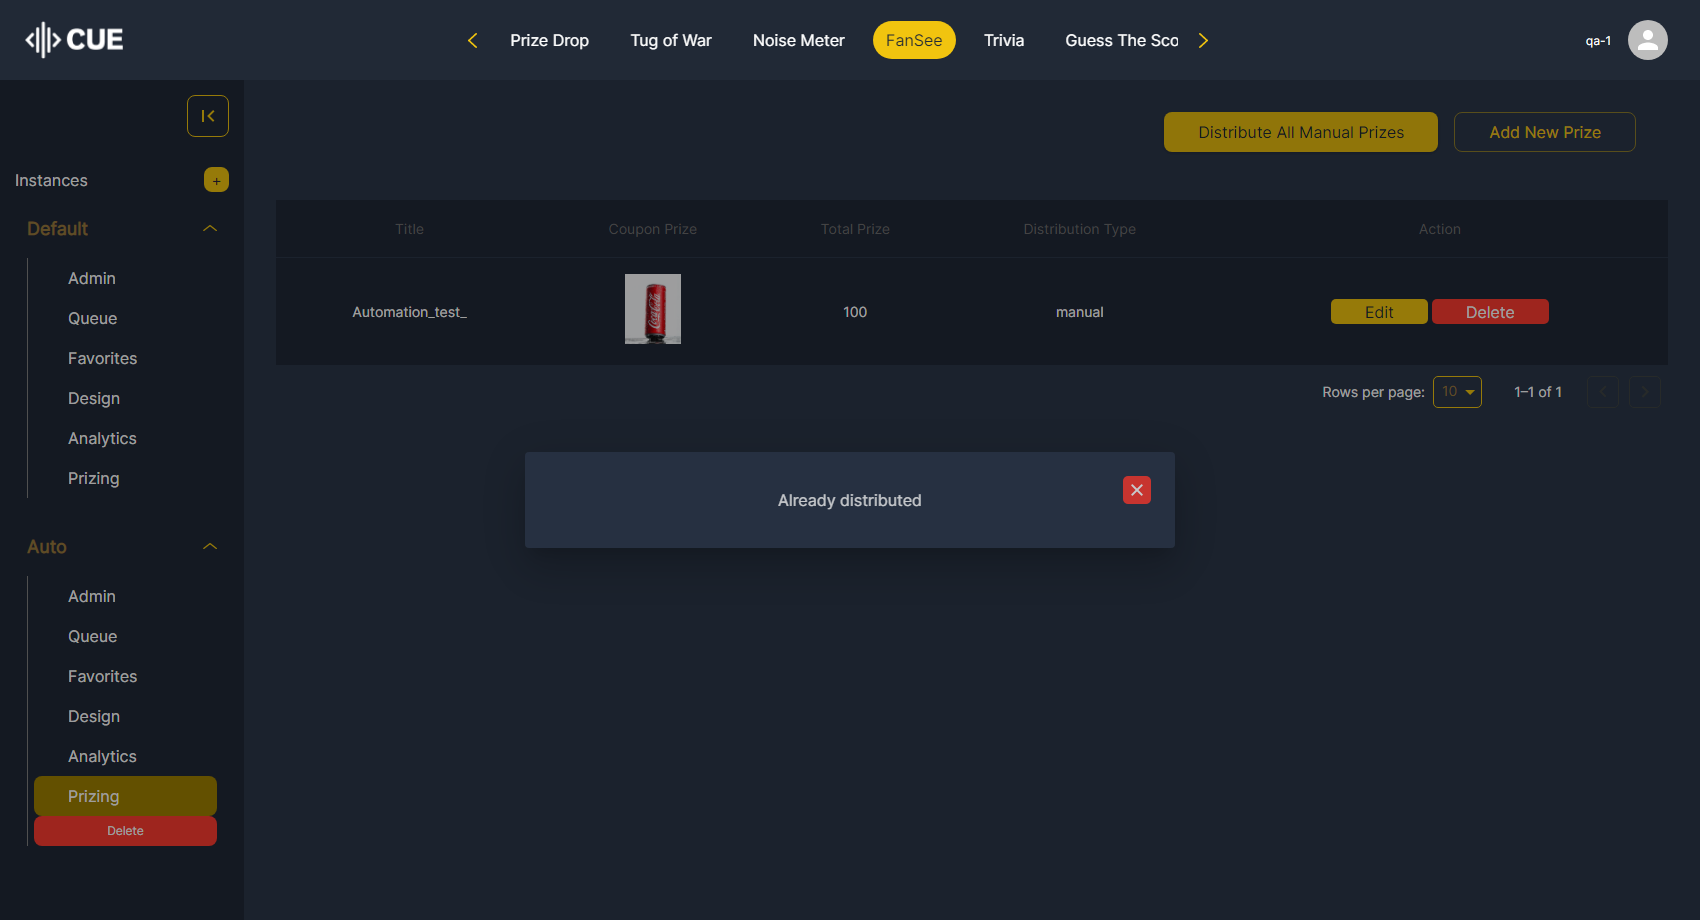 CUE
Prize Drop
Tug of War
Noise Meter
FanSee
Trivia
Guess The Sco
qa-1
Instances
+
Default
Admin
Queue
Favorites
Design
Analytics
Prizing
Auto
Admin
Queue
Favorites
Design
Analytics
Prizing
Delete
Distribute All Manual Prizes
Add New Prize
Title
Coupon Prize
Total Prize
Distribution Type
Action
Automation_test_
Coca-Cola
100
manual
Edit
Delete
Rows per page:
10
1–1 of 1
Already distributed